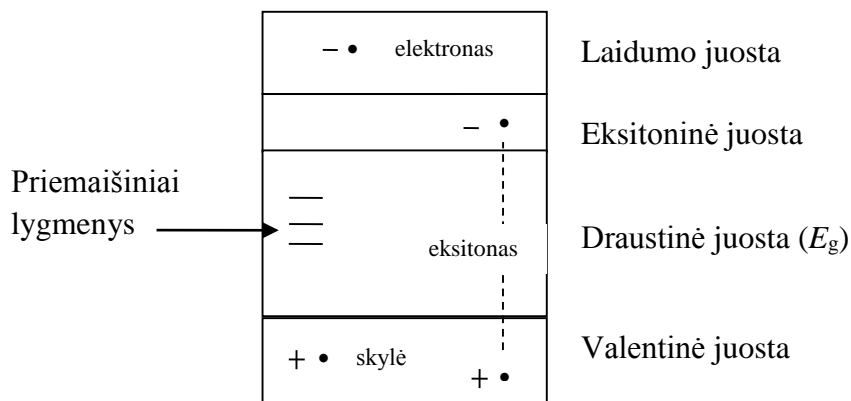 – • elektronas
Laidumo juosta
– •
Eksitoninė juosta
Priemaišiniai
lygmenys
eksitonas
Draustinė juosta (Eg)
+ • skylė
+ •
Valentinė juosta